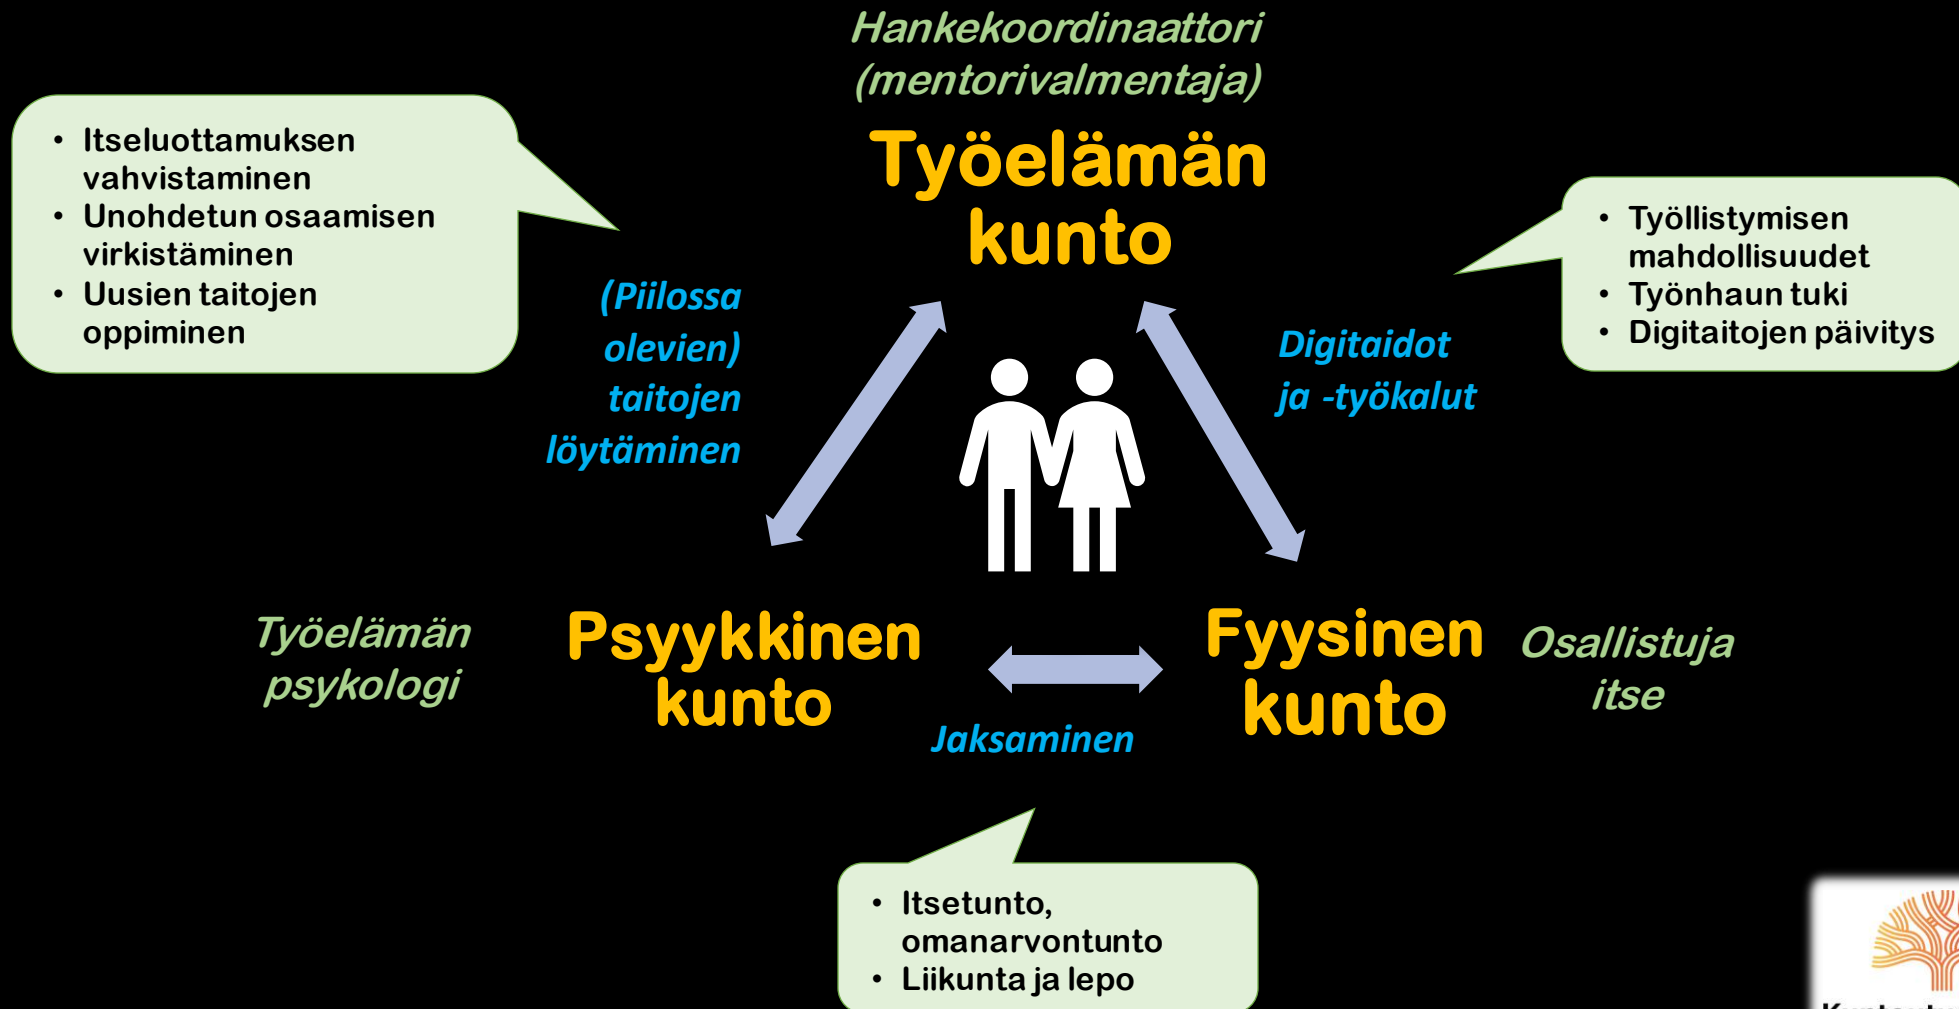 Hankekoordinaattori
(mentorivalmentaja)
Työelämän
kunto
• Itseluottamuksen
vahvistaminen
• Unohdetun osaamisen
virkistäminen
• Uusien taitojen
oppiminen
• Työllistymisen
mahdollisuudet
• Työnhaun tuki
• Digitaitojen päivitys
(Piilossa
olevien)
taitojen
löytäminen
Digitaidot
ja -työkalut
Työelämän
psykologi
Psyykkinen
kunto
Fyysinen
kunto
Osallistuja
itse
Jaksaminen
• Itsetunto,
omanarvontunto
• Liikunta ja lepo